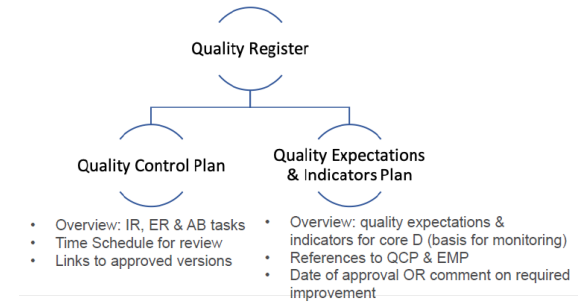 Quality Register
Quality Control Plan
• Overview: IR, ER & AB tasks
• Time Schedule for review
• Links to approved versions
Quality Expectations
& Indicators Plan
• Overview: quality expectations &
indicators for core D (basis for monitoring)
• References to QCP & EMP
• Date of approval OR comment on required
improvement